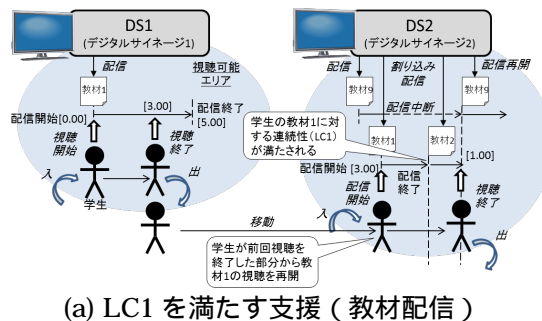 DS1
(デジタルサイネージ1)
配信
教材1
視聴可能
エリア
配信開始[0.00]
[3.00]
配信終了
[5.00]
視聴
開始
視聴
終了
入
出
学生
移動
DS2
(デジタルサイネージ2)
配信
割り込み
配信
配信再開
教材9
教材9
配信中断
学生の教材1に対
する連続性(LC1)
が満たされる
教材1
教材2
配信開始 [3.00]
配信
終了
[1.00]
配信
開始
視聴
終了
入
出
学生が前回視聴を
終了した部分から教
材1の視聴を再開
(a) LC1 を満たす支援（教材配信）